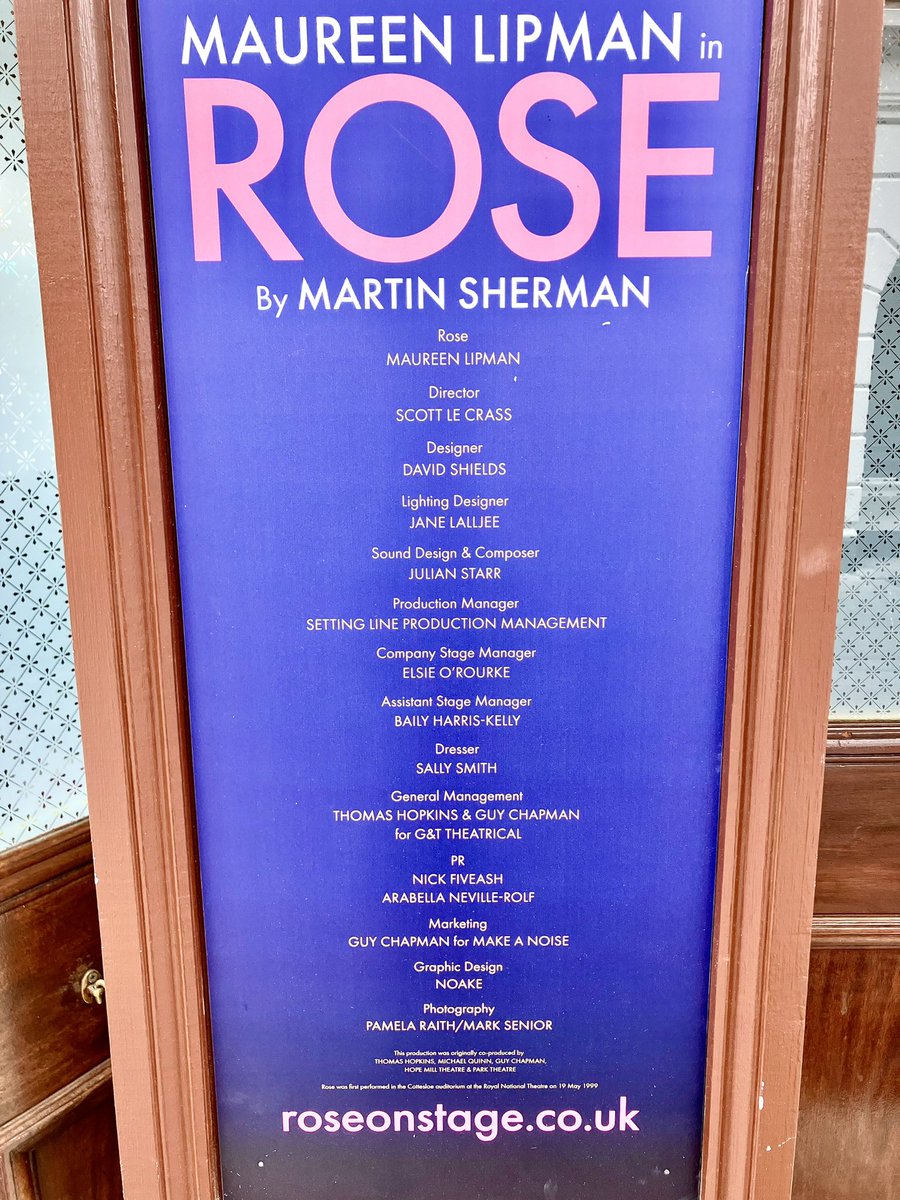 MAUREEN LIPMAN in
ROSE
By MARTIN SHERMAN
Rose
MAUREEN LIPMAN
Director
SCOTT LE CRASS
Designer
DAVID SHIELDS
Lighting Designer
JANE LALLJEE
Sound Design & Composer
JULIAN STARR
Production Manager
SETTING LINE PRODUCTION MANAGEMENT
Company Stage Manager
ELSIE O'ROURKE
Assistant Stage Manager
BAILY HARRIS-KELLY
Dresser
SALLY SMITH
General Management
THOMAS HOPKINS & GUY CHAPMAN
for G&T THEATRICAL
PR
NICK FIVEASH
ARABELLA NEVILLE-ROLF
Marketing
GUY CHAPMAN for MAKE A NOISE
Graphic Design
NOAKE
Photography
PAMELA RAITH/MARK SENIOR
This production was originally co-produced by
THOMAS HOPKINS, MICHAEL QUINN, GUY CHAPMAN,
HOPE MILL THEATRE & PARK THEATRE
Rose was first performed in the Cottesloe auditorium at the Royal National Theatre on 19 May 1999
roseonstage.co.uk